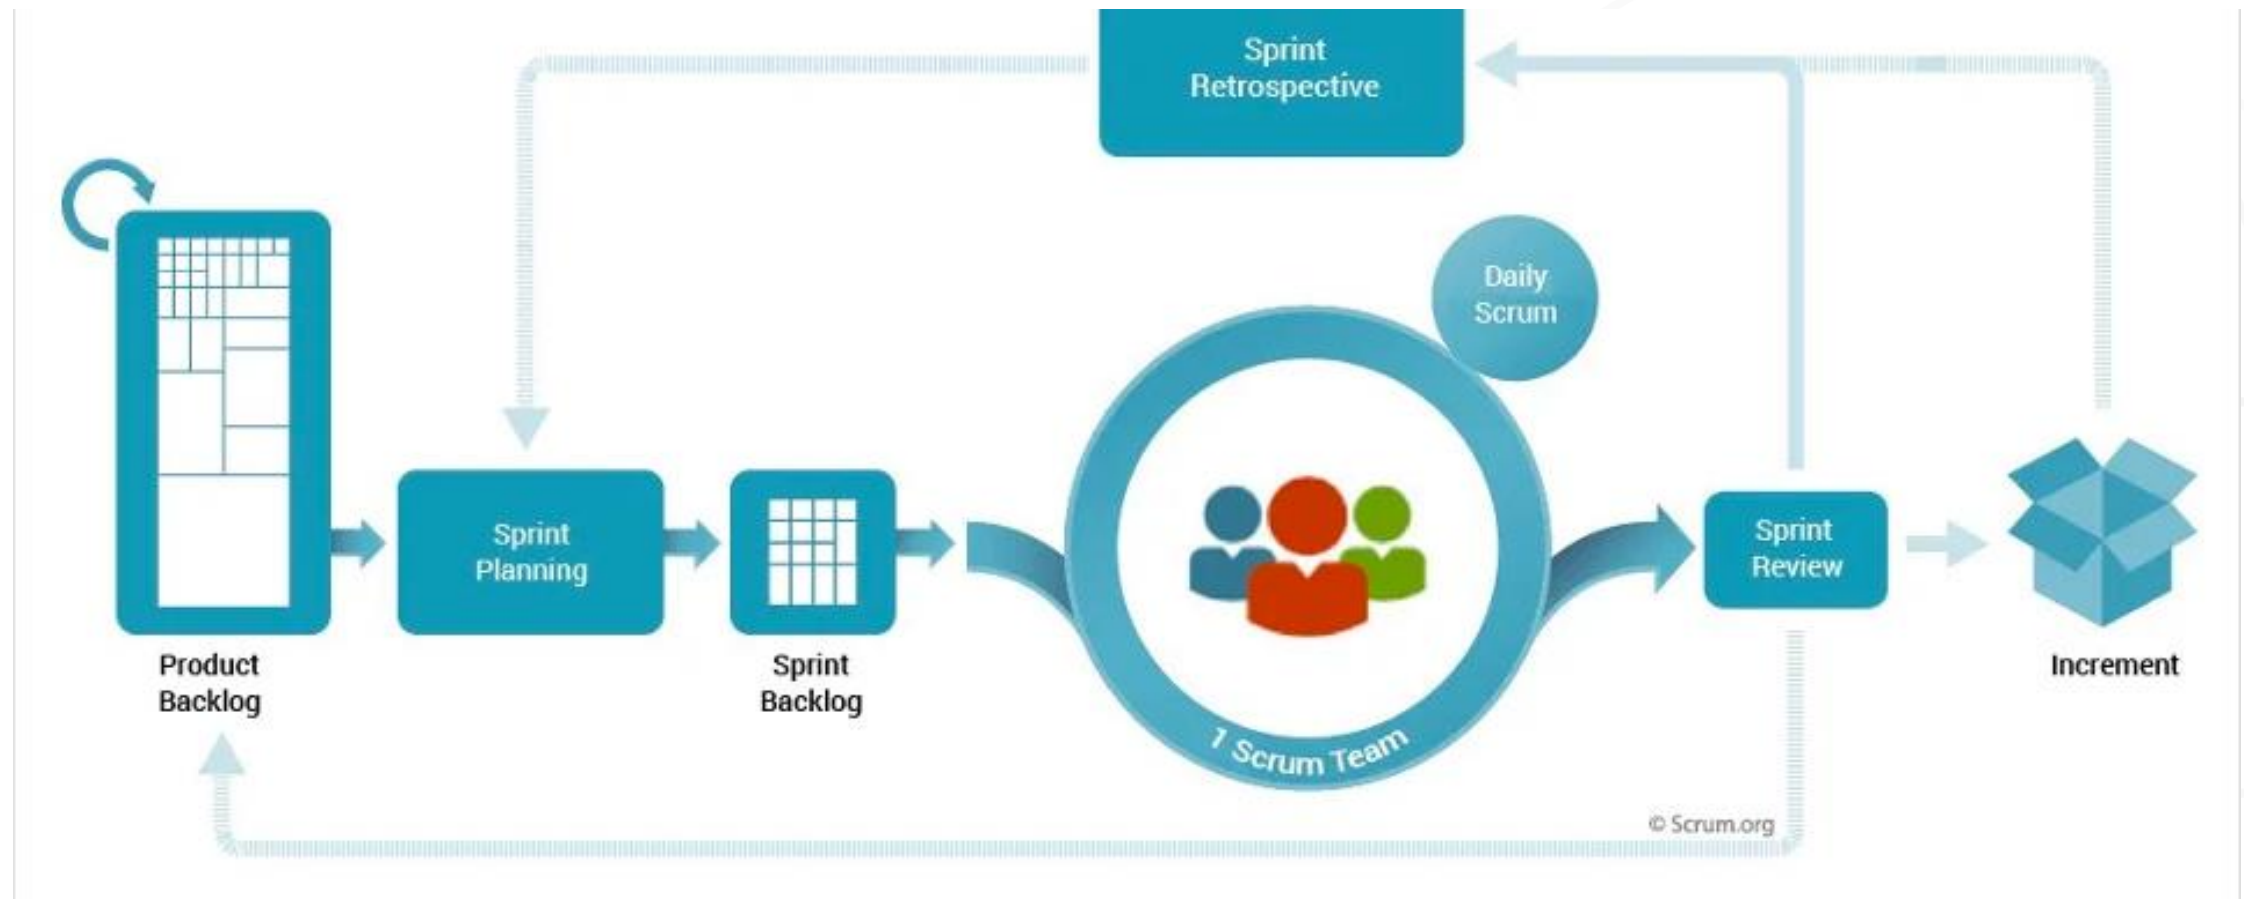 Sprint
Retrospective
Daily
Scrum
Sprint
Planning
Sprint
Review
Product
Backlog
Sprint
Backlog
Increment
1 Scrum Team
© Scrum.org